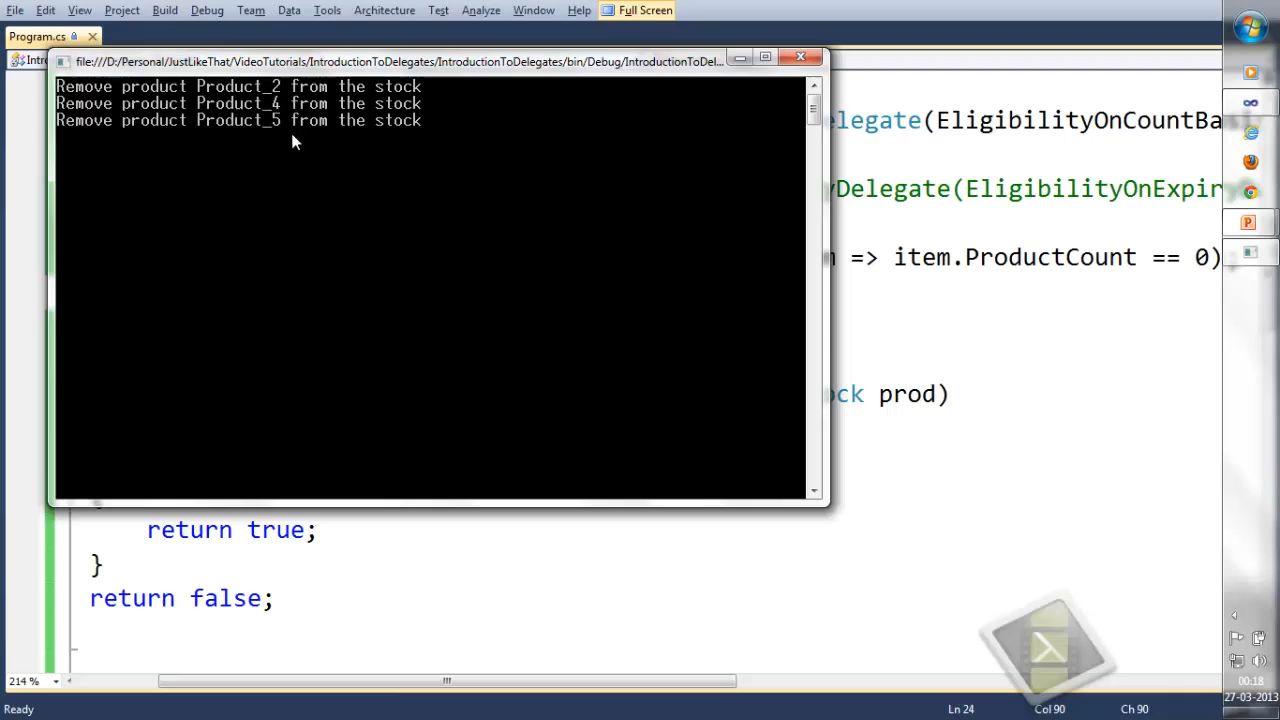 File Edit View Project Build Debug Team Data Tools Architecture Test Analyze Window Help Full Screen
Program.cs
Intro
file:///D:/Personal/JustLikeThat/VideoTutorials/IntroductionToDelegates/IntroductionToDelegates/bin/Debug/IntroductionToDel...
Remove product Product_2 from the stock
Remove product Product_4 from the stock
Remove product Product_5 from the stock
elegate(EligibilityOnCountBa
yDelegate(EligibilityOnExpiry
=> item.ProductCount == 0)
ock prod)
{
return true;
}
return false;
214 %
Ready Ln 24 Col 90 Ch 90
00:18
27-03-2013